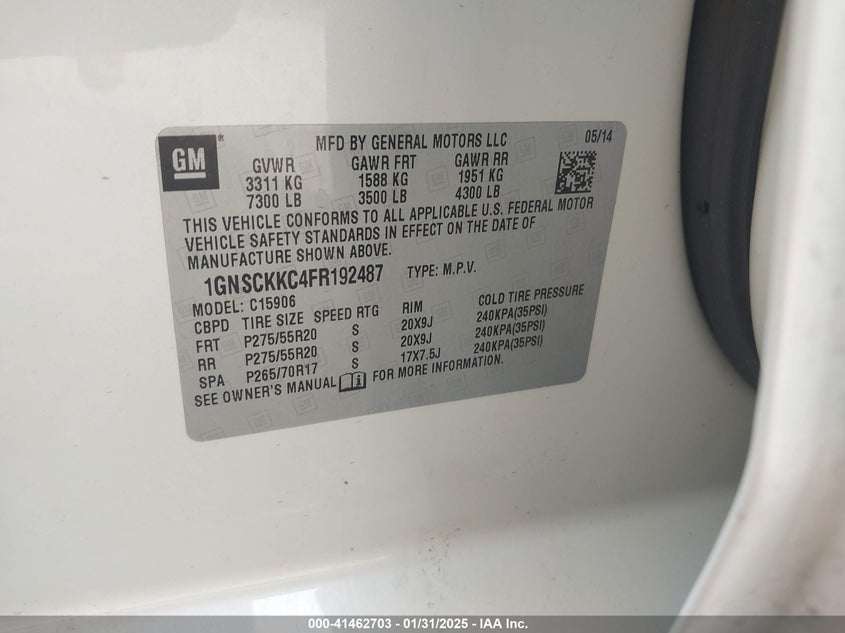 GM ®
MFD BY GENERAL MOTORS LLC 05/14
GVWR GAWR FRT GAWR RR
3311 KG 1588 KG 1951 KG
7300 LB 3500 LB 4300 LB
THIS VEHICLE CONFORMS TO ALL APPLICABLE U.S. FEDERAL MOTOR
VEHICLE SAFETY STANDARDS IN EFFECT ON THE DATE OF
MANUFACTURE SHOWN ABOVE.
1GNSCKKC4FR192487 TYPE: M.P.V.
MODEL: C15906
CBPD TIRE SIZE SPEED RTG RIM COLD TIRE PRESSURE
FRT P275/55R20 S 20X9J 240KPA(35PSI)
RR P275/55R20 S 20X9J 240KPA(35PSI)
SPA P265/70R17 S 17X7.5J 240KPA(35PSI)
SEE OWNER'S MANUAL FOR MORE INFORMATION.
000-41462703 - 01/31/2025 - IAA Inc.